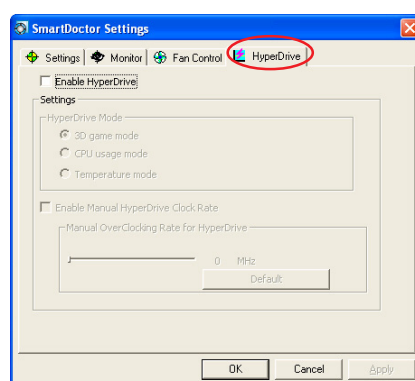 SmartDoctor Settings
Settings Monitor Fan Control HyperDrive
Enable HyperDrive
Settings
HyperDrive Mode
3D game mode
CPU usage mode
Temperature mode
Enable Manual HyperDrive Clock Rate
Manual OverClocking Rate for HyperDrive
0 MHz
Default
OK Cancel Apply